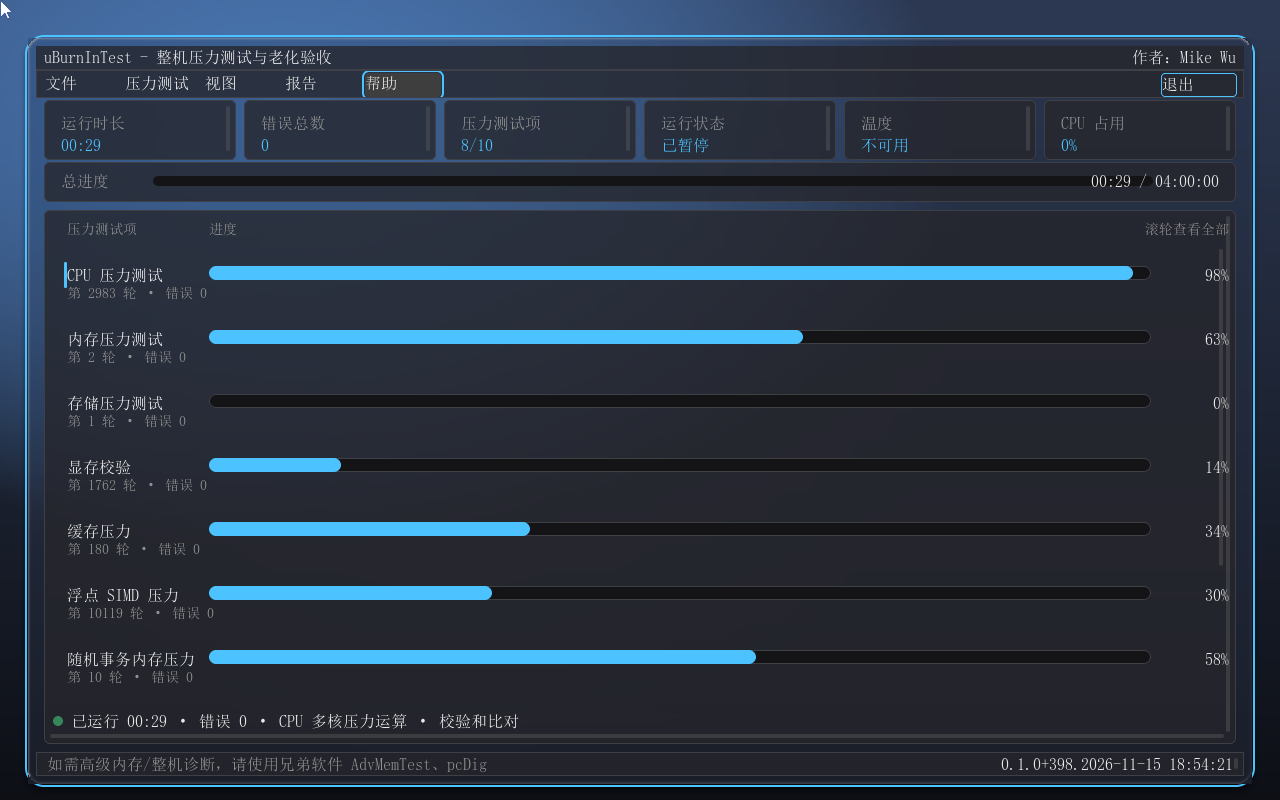 uBurnInTest - 整机压力测试与老化验收 作者: Mike Wu
文件 压力测试 视图 报告 帮助 退出
运行时长 错误总数 压力测试项 运行状态 温度 CPU 占用
00:29 0 8/10 已暂停 不可用 0%
总进度 00:29 / 04:00:00
压力测试项 进度 滚轮查看全部
CPU 压力测试 98%
第 2983 轮 • 错误 0
内存压力测试 63%
第 2 轮 • 错误 0
存储压力测试 0%
第 1 轮 • 错误 0
显存校验 14%
第 1762 轮 • 错误 0
缓存压力 34%
第 180 轮 • 错误 0
浮点 SIMD 压力 30%
第 10119 轮 • 错误 0
随机事务内存压力 58%
第 10 轮 • 错误 0
已运行 00:29 • 错误 0 • CPU 多核压力运算 • 校验和比对
如需高级内存/整机诊断，请使用兄弟软件 AdvMemTest、pcDig 0.1.0+398.2026-11-15 18:54:21